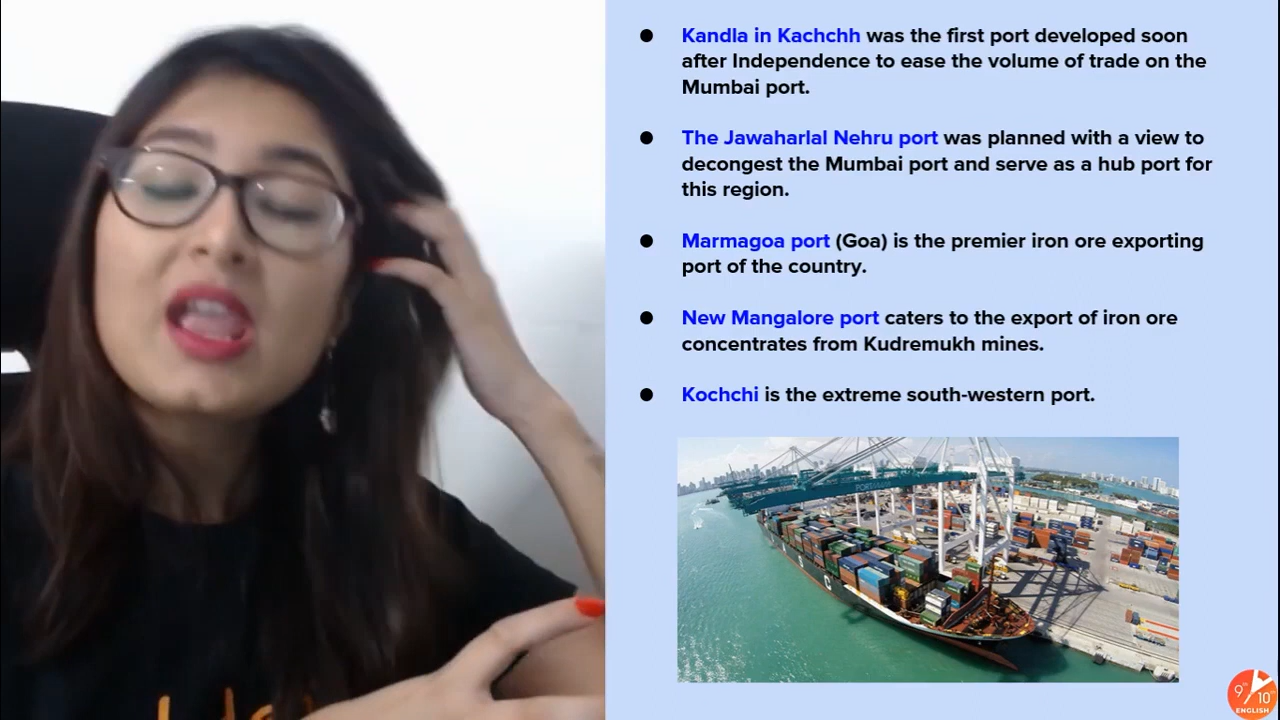 Kandla in Kachchh was the first port developed soon
after Independence to ease the volume of trade on the
Mumbai port.
The Jawaharlal Nehru port was planned with a view to
decongest the Mumbai port and serve as a hub port for
this region.
Marmagoa port (Goa) is the premier iron ore exporting
port of the country.
New Mangalore port caters to the export of iron ore
concentrates from Kudremukh mines.
Kochchi is the extreme south-western port.
9th 10th
ENGLISH